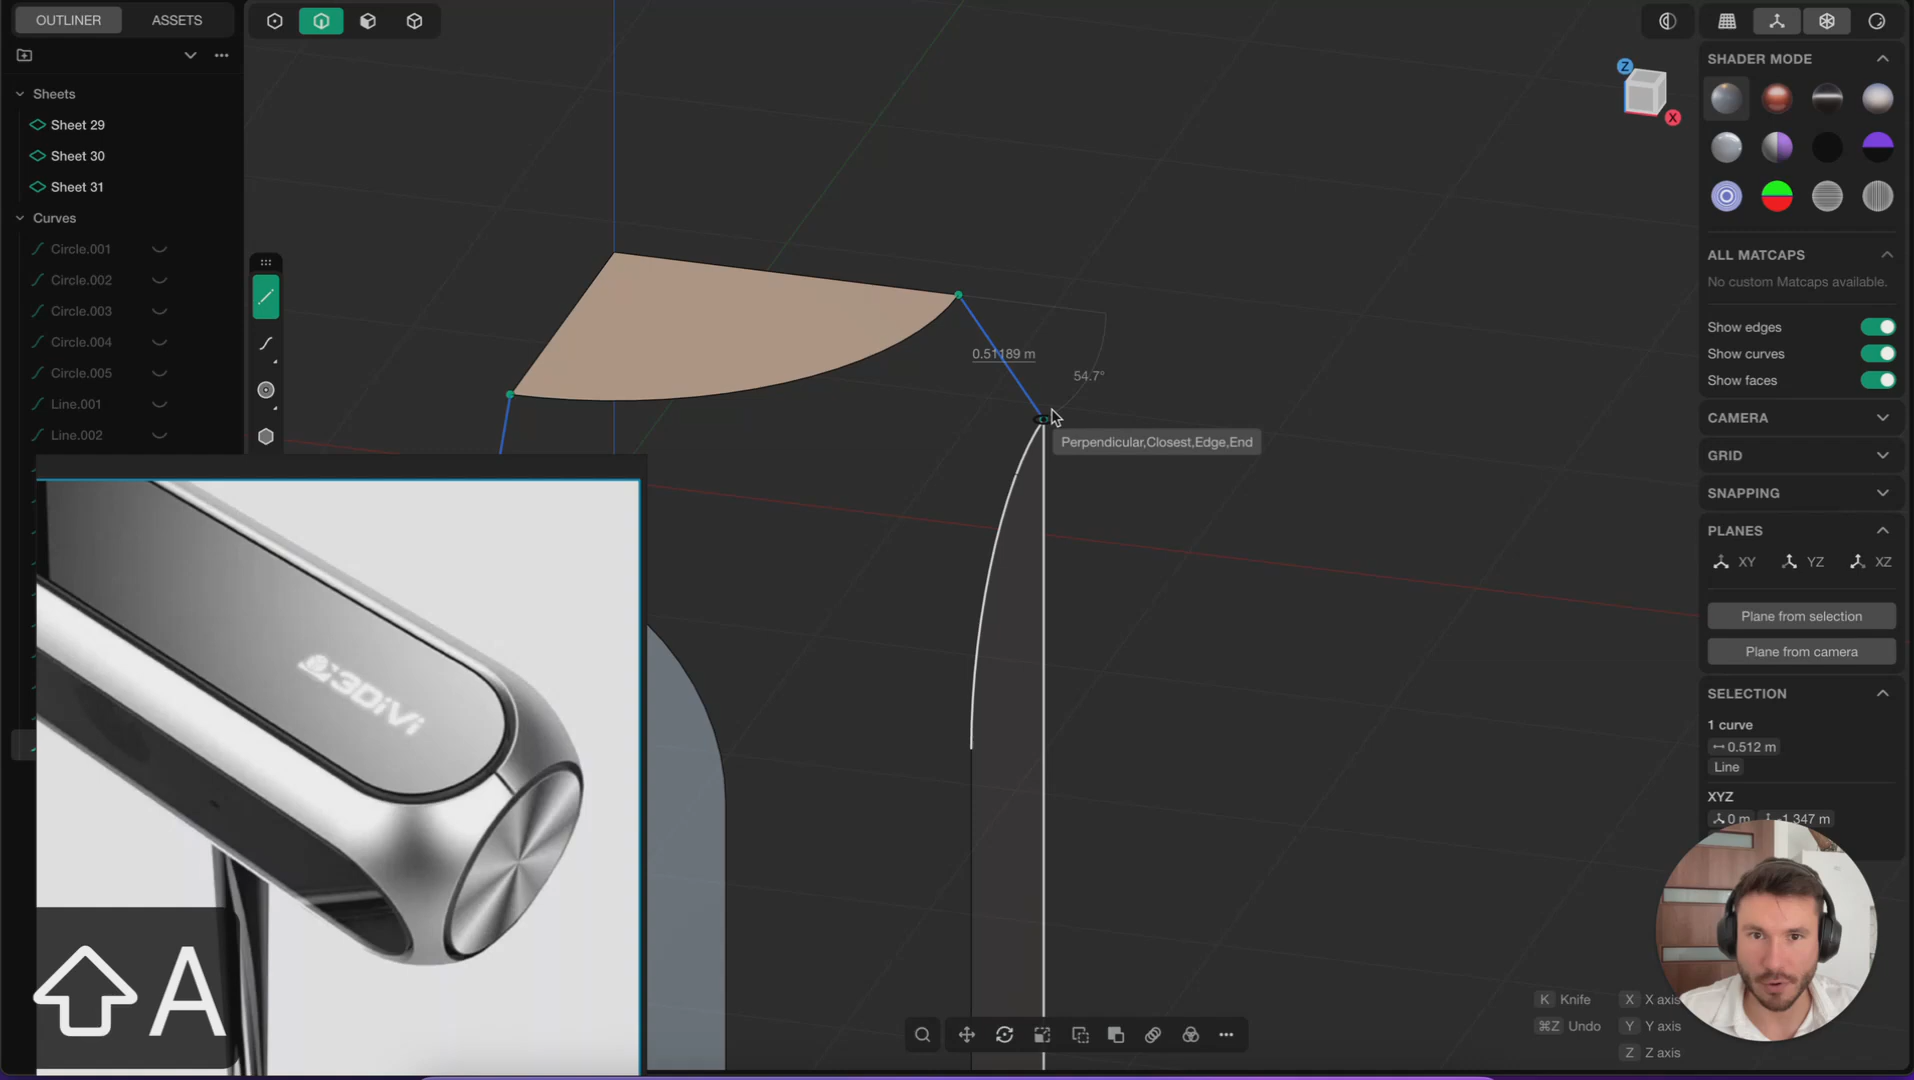 OUTLINER
ASSETS
Sheets
Sheet 29
Sheet 30
Sheet 31
Curves
Circle.001
Circle.002
Circle.003
Circle.004
Circle.005
Line.001
Line.002
0.51189 m
54.7°
Perpendicular,Closest,Edge,End
3DiVi
A
Z
X
SHADER MODE
ALL MATCAPS
No custom Matcaps available.
Show edges
Show curves
Show faces
CAMERA
GRID
SNAPPING
PLANES
XY
YZ
XZ
Plane from selection
Plane from camera
SELECTION
1 curve
0.512 m
Line
XYZ
0 m
1.347 m
K Knife
X X axis
⌘Z Undo
Y Y axis
Z Z axis